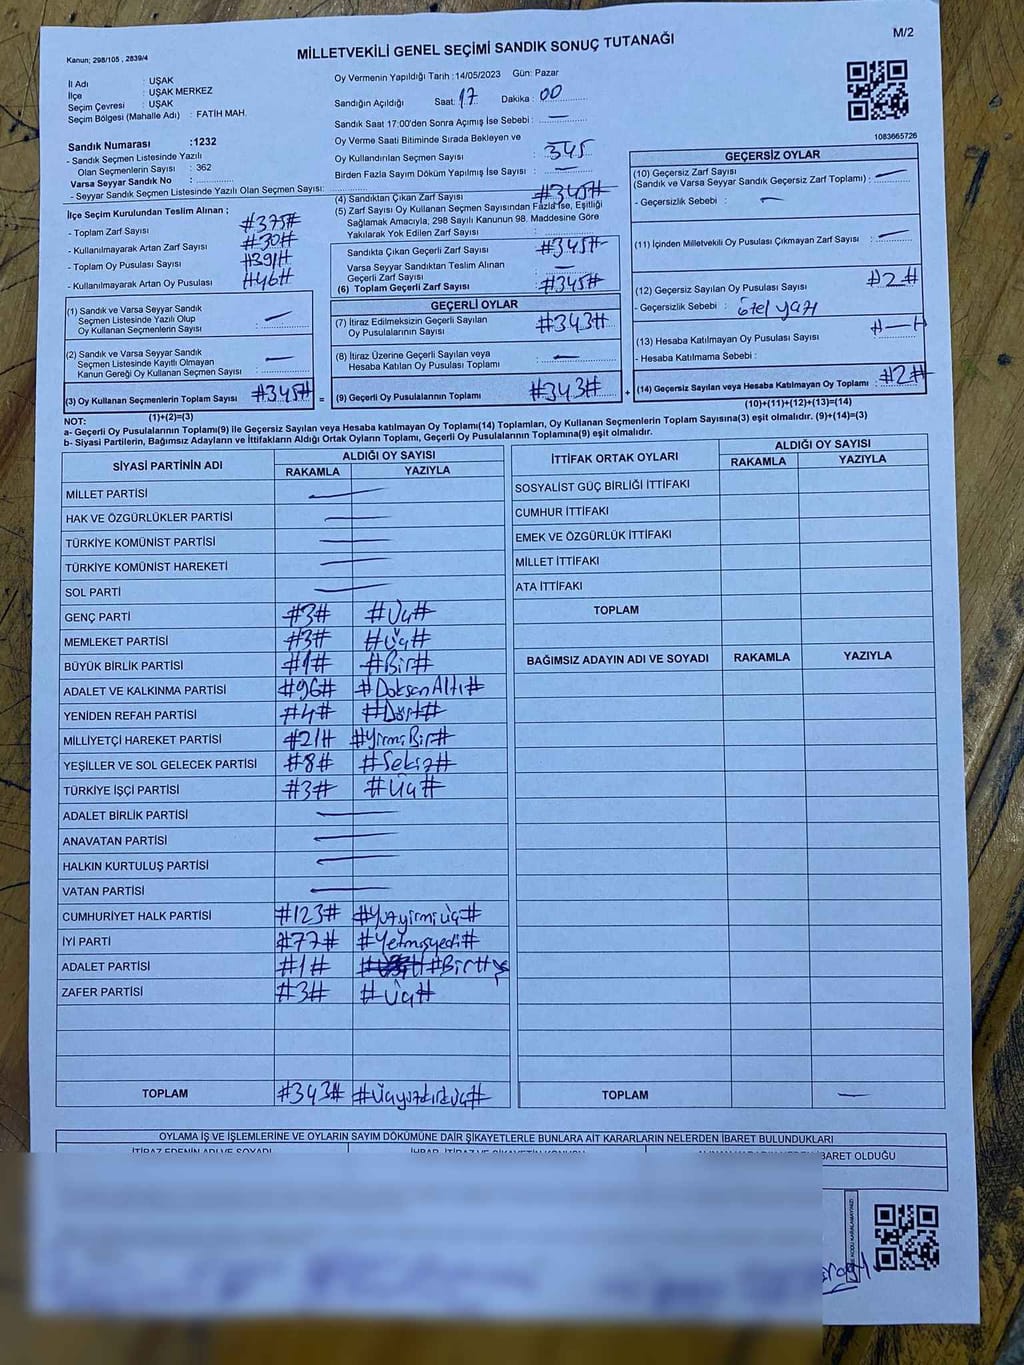 M/2
Kanun; 298/105 , 2839/4
MİLLETVEKİLİ GENEL SEÇİMİ SANDIK SONUÇ TUTANAĞI
İl Adı : UŞAK
İlçe : UŞAK MERKEZ
Seçim Çevresi : UŞAK
Seçim Bölgesi (Mahalle Adı) : FATİH MAH.
Oy Vermenin Yapıldığı Tarih :14/05/2023 Gün: Pazar
Sandığın Açıldığı Saat: 17 Dakika : 00
Sandık Saat 17:00'den Sonra Açımış İse Sebebi : —
Oy Verme Saati Bitiminde Sırada Bekleyen ve
Oy Kullandırılan Seçmen Sayısı : 345
Birden Fazla Sayım Döküm Yapılmış İse Sayısı : —
1083665726
Sandık Numarası :1232
- Sandık Seçmen Listesinde Yazılı
Olan Seçmenlerin Sayısı : 362
Varsa Seyyar Sandık No :
- Seyyar Sandık Seçmen Listesinde Yazılı Olan Seçmen Sayısı:
İlçe Seçim Kurulundan Teslim Alınan ;
- Toplam Zarf Sayısı : #375#
- Kullanılmayarak Artan Zarf Sayısı : #30#
- Toplam Oy Pusulası Sayısı : #391#
- Kullanılmayarak Artan Oy Pusulası : #46#
(1) Sandık ve Varsa Seyyar Sandık
Seçmen Listesinde Yazılı Olup
Oy Kullanan Seçmenlerin Sayısı : —
(2) Sandık ve Varsa Seyyar Sandık
Seçmen Listesinde Kayıtlı Olmayan
Kanun Gereği Oy Kullanan Seçmen Sayısı : —
(3) Oy Kullanan Seçmenlerin Toplam Sayısı : #345#
(1)+(2)=(3)
(4) Sandıktan Çıkan Zarf Sayısı : #345#
(5) Zarf Sayısı Oy Kullanan Seçmen Sayısından Fazla İse, Eşitliği
Sağlamak Amacıyla, 298 Sayılı Kanunun 98. Maddesine Göre
Yakılarak Yok Edilen Zarf Sayısı :
Sandıkta Çıkan Geçerli Zarf Sayısı : #345#
Varsa Seyyar Sandıktan Teslim Alınan
Geçerli Zarf Sayısı : —
(6) Toplam Geçerli Zarf Sayısı : #345#
GEÇERLİ OYLAR
(7) İtiraz Edilmeksizin Geçerli Sayılan
Oy Pusulalarının Sayısı : #343#
(8) İtiraz Üzerine Geçerli Sayılan veya
Hesaba Katılan Oy Pusulası Toplamı : —
= (9) Geçerli Oy Pusulalarının Toplamı : #343# +
GEÇERSİZ OYLAR
(10) Geçersiz Zarf Sayısı
(Sandık ve Varsa Seyyar Sandık Geçersiz Zarf Toplamı) : —
- Geçersizlik Sebebi : —
(11) İçinden Milletvekili Oy Pusulası Çıkmayan Zarf Sayısı : —
(12) Geçersiz Sayılan Oy Pusulası Sayısı : #2#
- Geçersizlik Sebebi :
(13) Hesaba Katılmayan Oy Pusulası Sayısı : #—#
- Hesaba Katılmama Sebebi :
(14) Geçersiz Sayılan veya Hesaba Katılmayan Oy Toplamı : #2#
(10)+(11)+(12)+(13)=(14)
NOT:
a- Geçerli Oy Pusulalarının Toplamı(9) ile Geçersiz Sayılan veya Hesaba katılmayan Oy Toplamı(14) Toplamları, Oy Kullanan Seçmenlerin Toplam Sayısına(3) eşit olmalıdır. (9)+(14)=(3)
b- Siyasi Partilerin, Bağımsız Adayların ve İttifakların Aldığı Ortak Oyların Toplamı, Geçerli Oy Pusulalarının Toplamına(9) eşit olmalıdır.
SİYASİ PARTİNİN ADI ALDIĞI OY SAYISI
RAKAMLA YAZIYLA
MİLLET PARTİSİ —
HAK VE ÖZGÜRLÜKLER PARTİSİ —
TÜRKİYE KOMÜNİST PARTİSİ —
TÜRKİYE KOMÜNİST HAREKETİ —
SOL PARTİ —
GENÇ PARTİ #3# #Üç#
MEMLEKET PARTİSİ #3# #Üç#
BÜYÜK BİRLİK PARTİSİ #1# #Bir#
ADALET VE KALKINMA PARTİSİ #96# #DoksanAltı#
YENİDEN REFAH PARTİSİ #4# #Dört#
MİLLİYETÇİ HAREKET PARTİSİ #21# #YirmiBir#
YEŞİLLER VE SOL GELECEK PARTİSİ #8# #Sekiz#
TÜRKİYE İŞÇİ PARTİSİ #3# #Üç#
ADALET BİRLİK PARTİSİ —
ANAVATAN PARTİSİ —
HALKIN KURTULUŞ PARTİSİ —
VATAN PARTİSİ —
CUMHURİYET HALK PARTİSİ #123# #Yüzyirmiüç#
İYİ PARTİ #77# #Yetmişyedi#
ADALET PARTİSİ #1# #Bir#
ZAFER PARTİSİ #3# #Üç#
TOPLAM #343# #Üçyüzkırküç#
İTTİFAK ORTAK OYLARI ALDIĞI OY SAYISI
RAKAMLA YAZIYLA
SOSYALİST GÜÇ BİRLİĞİ İTTİFAKI
CUMHUR İTTİFAKI
EMEK VE ÖZGÜRLÜK İTTİFAKI
MİLLET İTTİFAKI
ATA İTTİFAKI
TOPLAM
BAĞIMSIZ ADAYIN ADI VE SOYADI RAKAMLA YAZIYLA
TOPLAM —
OYLAMA İŞ VE İŞLEMLERİNE VE OYLARIN SAYIM DÖKÜMÜNE DAİR ŞİKAYETLERLE BUNLARA AİT KARARLARIN NELERDEN İBARET BULUNDUKLARI
İTİRAZ EDENİN ADI VE SOYADI
İBARET OLDUĞU